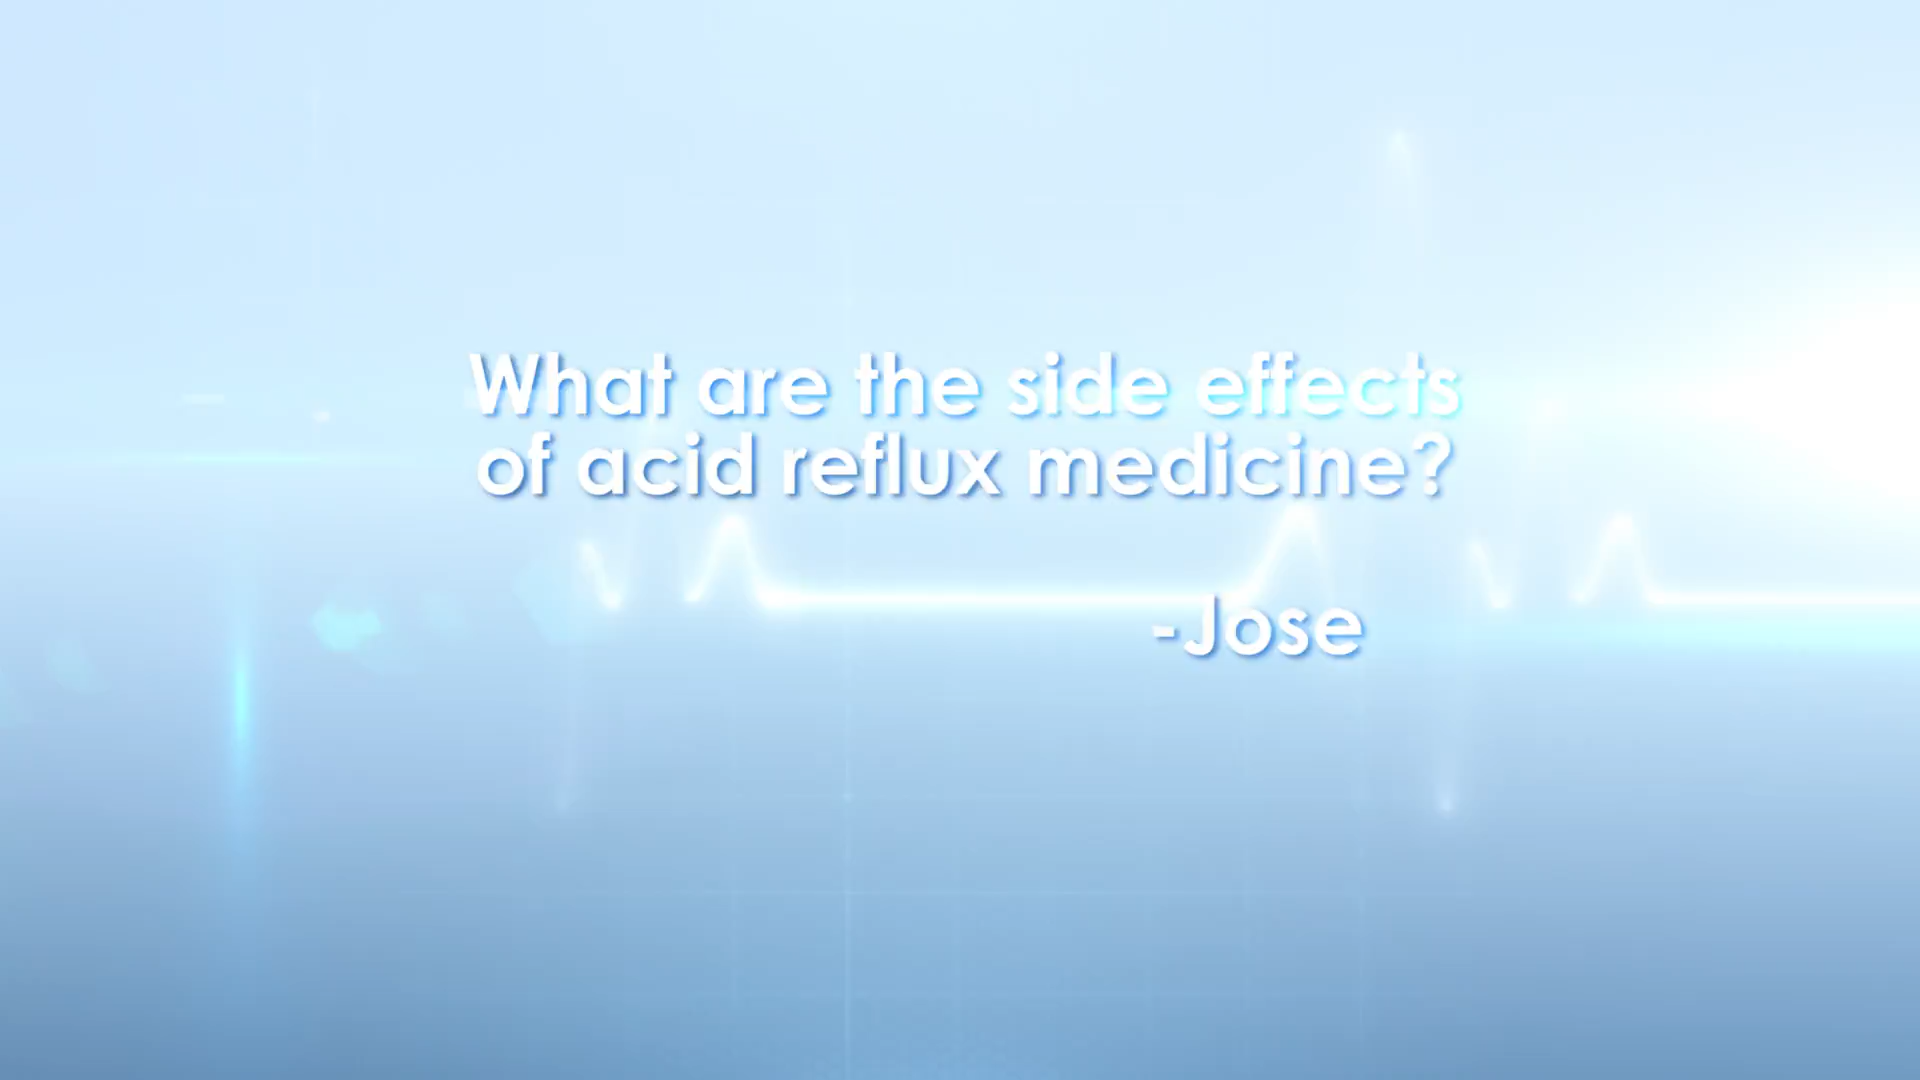 What are the side effects
of acid reflux medicine?
-Jose